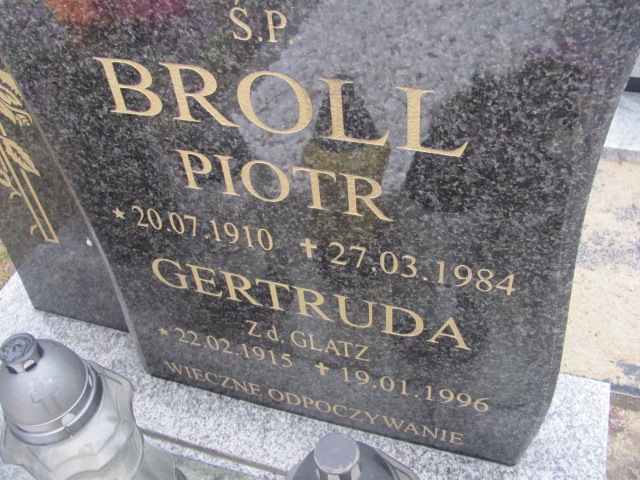 Ś.P
BROLL
PIOTR
★ 20.07.1910 ✝ 27.03.1984
GERTRUDA
Z d. GLATZ
★ 22.02.1915 ✝ 19.01.1996
WIECZNE ODPOCZYWANIE